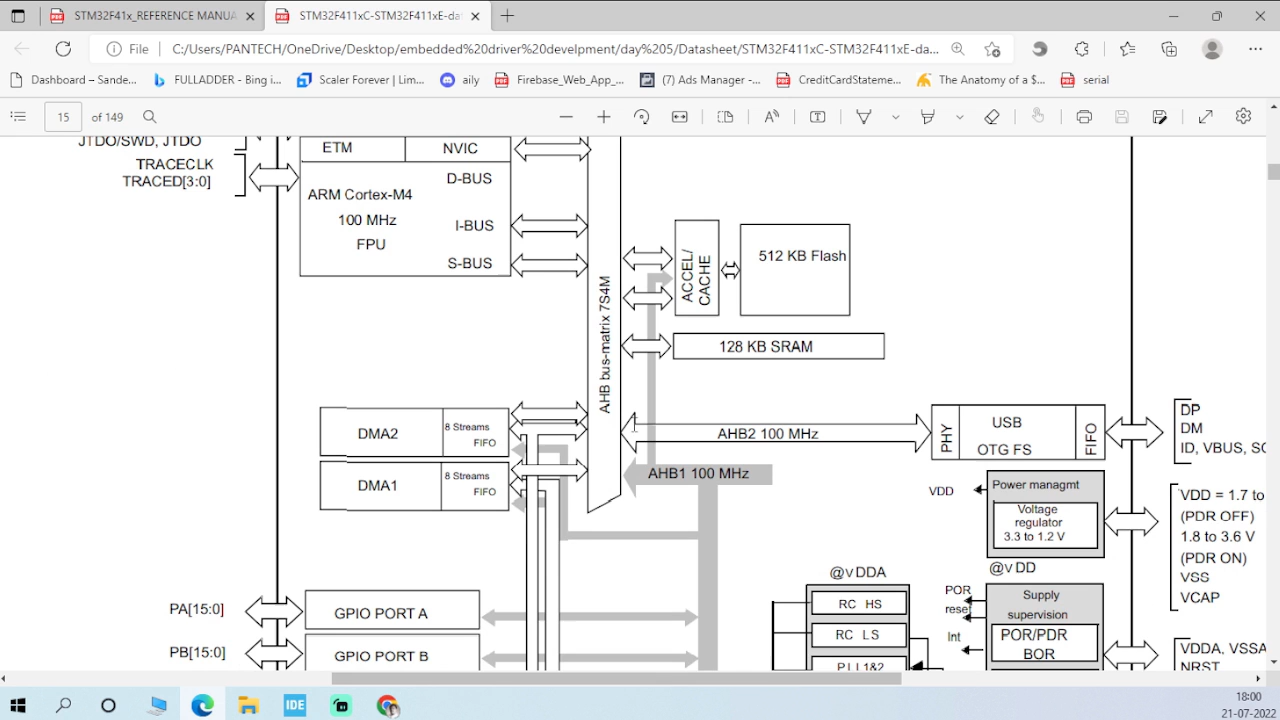 STM32F41x_REFERENCE MANUA
STM32F411xC-STM32F411xE-da
File
C:/Users/PANTECH/OneDrive/Desktop/embedded%20driver%20develpment/day%205/Datasheet/STM32F411xC-STM32F411xE-da...
Dashboard – Sande...
FULLADDER - Bing i...
Scaler Forever | Lim...
aily
Firebase_Web_App_...
(7) Ads Manager -...
CreditCardStateme...
The Anatomy of a $...
serial
15 of 149
JTDO/SWD, JTDO
TRACECLK
TRACED[3:0]
ETM
NVIC
D-BUS
ARM Cortex-M4
100 MHz
FPU
I-BUS
S-BUS
AHB bus-matrix 7S4M
ACCEL/
CACHE
512 KB Flash
128 KB SRAM
DMA2
8 Streams
FIFO
DMA1
8 Streams
FIFO
AHB2 100 MHz
AHB1 100 MHz
PHY
USB
OTG FS
FIFO
DP
DM
ID, VBUS, SO
VDD
Power managmt
Voltage
regulator
3.3 to 1.2 V
VDD = 1.7 to
(PDR OFF)
1.8 to 3.6 V
(PDR ON)
VSS
VCAP
@VDDA
@VDD
RC HS
RC LS
PLL1&2
POR
reset
Int
Supply
supervision
POR/PDR
BOR
VDDA, VSSA
NRST
PA[15:0]
GPIO PORT A
PB[15:0]
GPIO PORT B
IDE
18:00
21-07-2022